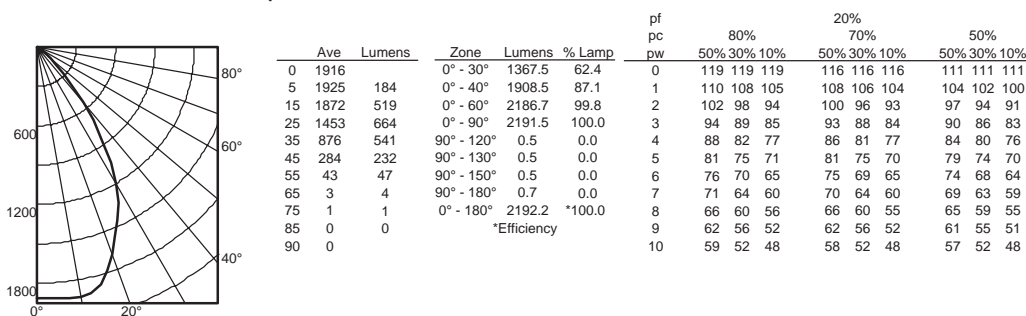 600
1200
1800
0°
20°
40°
60°
80°
Ave Lumens
0 1916
5 1925 184
15 1872 519
25 1453 664
35 876 541
45 284 232
55 43 47
65 3 4
75 1 1
85 0 0
90 0
Zone Lumens % Lamp
0° - 30° 1367.5 62.4
0° - 40° 1908.5 87.1
0° - 60° 2186.7 99.8
0° - 90° 2191.5 100.0
90° - 120° 0.5 0.0
90° - 130° 0.5 0.0
90° - 150° 0.5 0.0
90° - 180° 0.7 0.0
0° - 180° 2192.2 *100.0
*Efficiency
pf 20%
pc 80% 70% 50%
pw 50% 30% 10% 50% 30% 10% 50% 30% 10%
0 119 119 119 116 116 116 111 111 111
1 110 108 105 108 106 104 104 102 100
2 102 98 94 100 96 93 97 94 91
3 94 89 85 93 88 84 90 86 83
4 88 82 77 86 81 77 84 80 76
5 81 75 71 81 75 70 79 74 70
6 76 70 65 75 69 65 74 68 64
7 71 64 60 70 64 60 69 63 59
8 66 60 56 66 60 55 65 59 55
9 62 56 52 62 56 52 61 55 51
10 59 52 48 58 52 48 57 52 48